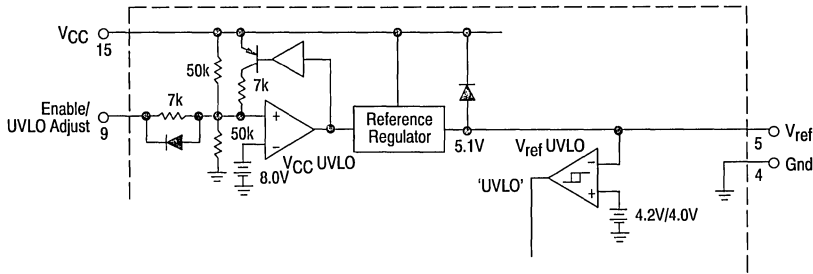 VCC
15
50k
7k
Enable/
UVLO Adjust
9
7k
50k
+
−
8.0V
VCC UVLO
Reference
Regulator
5.1V
Vref UVLO
'UVLO'
−
+
4.2V/4.0V
Vref
5
Gnd
4